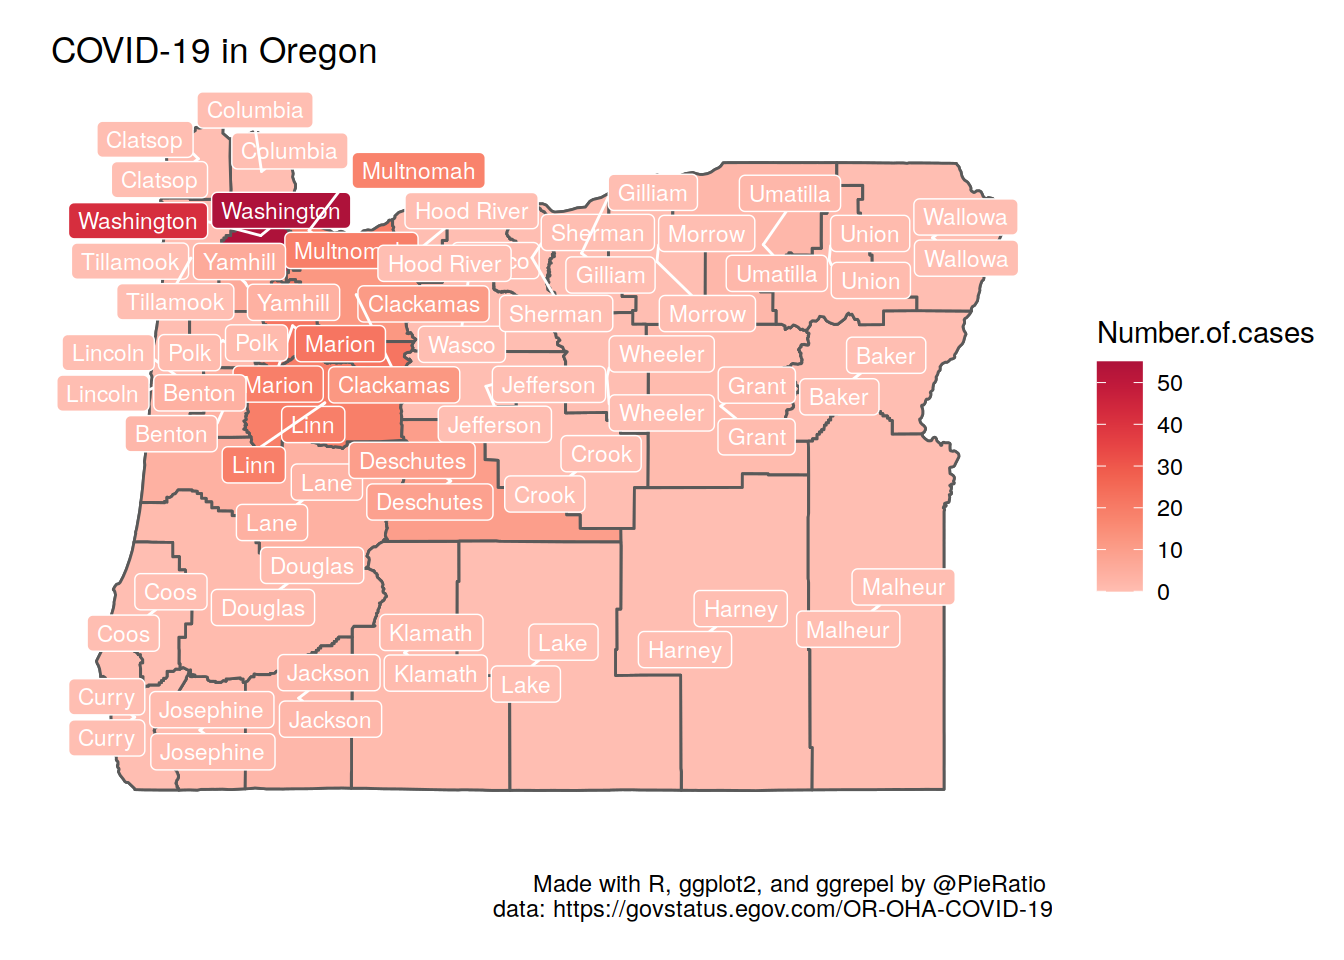 COVID-19 in Oregon
Columbia
Clatsop
Columbia
Multnomah
Clatsop
Gilliam
Umatilla
Washington
Washington
Hood River
Wallowa
Sherman
Morrow
Union
Multnom
Tillamook
Yamhill
Hood River
co
Wallowa
Gilliam
Umatilla
Union
Tillamook
Yamhill
Clackamas
Sherman
Morrow
Number.of.cases
Lincoln
Polk
Polk
Marion
Wasco
Wheeler
Baker
50
Lincoln
Benton
Marion
Clackamas
Jefferson
Grant
Baker
40
Benton
Linn
Jefferson
Wheeler
Grant
30
Linn
Deschutes
Crook
20
Lane
Deschutes
Crook
10
Lane
0
Douglas
Coos
Douglas
Harney
Malheur
Coos
Klamath
Lake
Harney
Malheur
Jackson
Klamath
Lake
Curry
Josephine
Jackson
Curry
Josephine
Made with R, ggplot2, and ggrepel by @PieRatio
data: https://govstatus.egov.com/OR-OHA-COVID-19